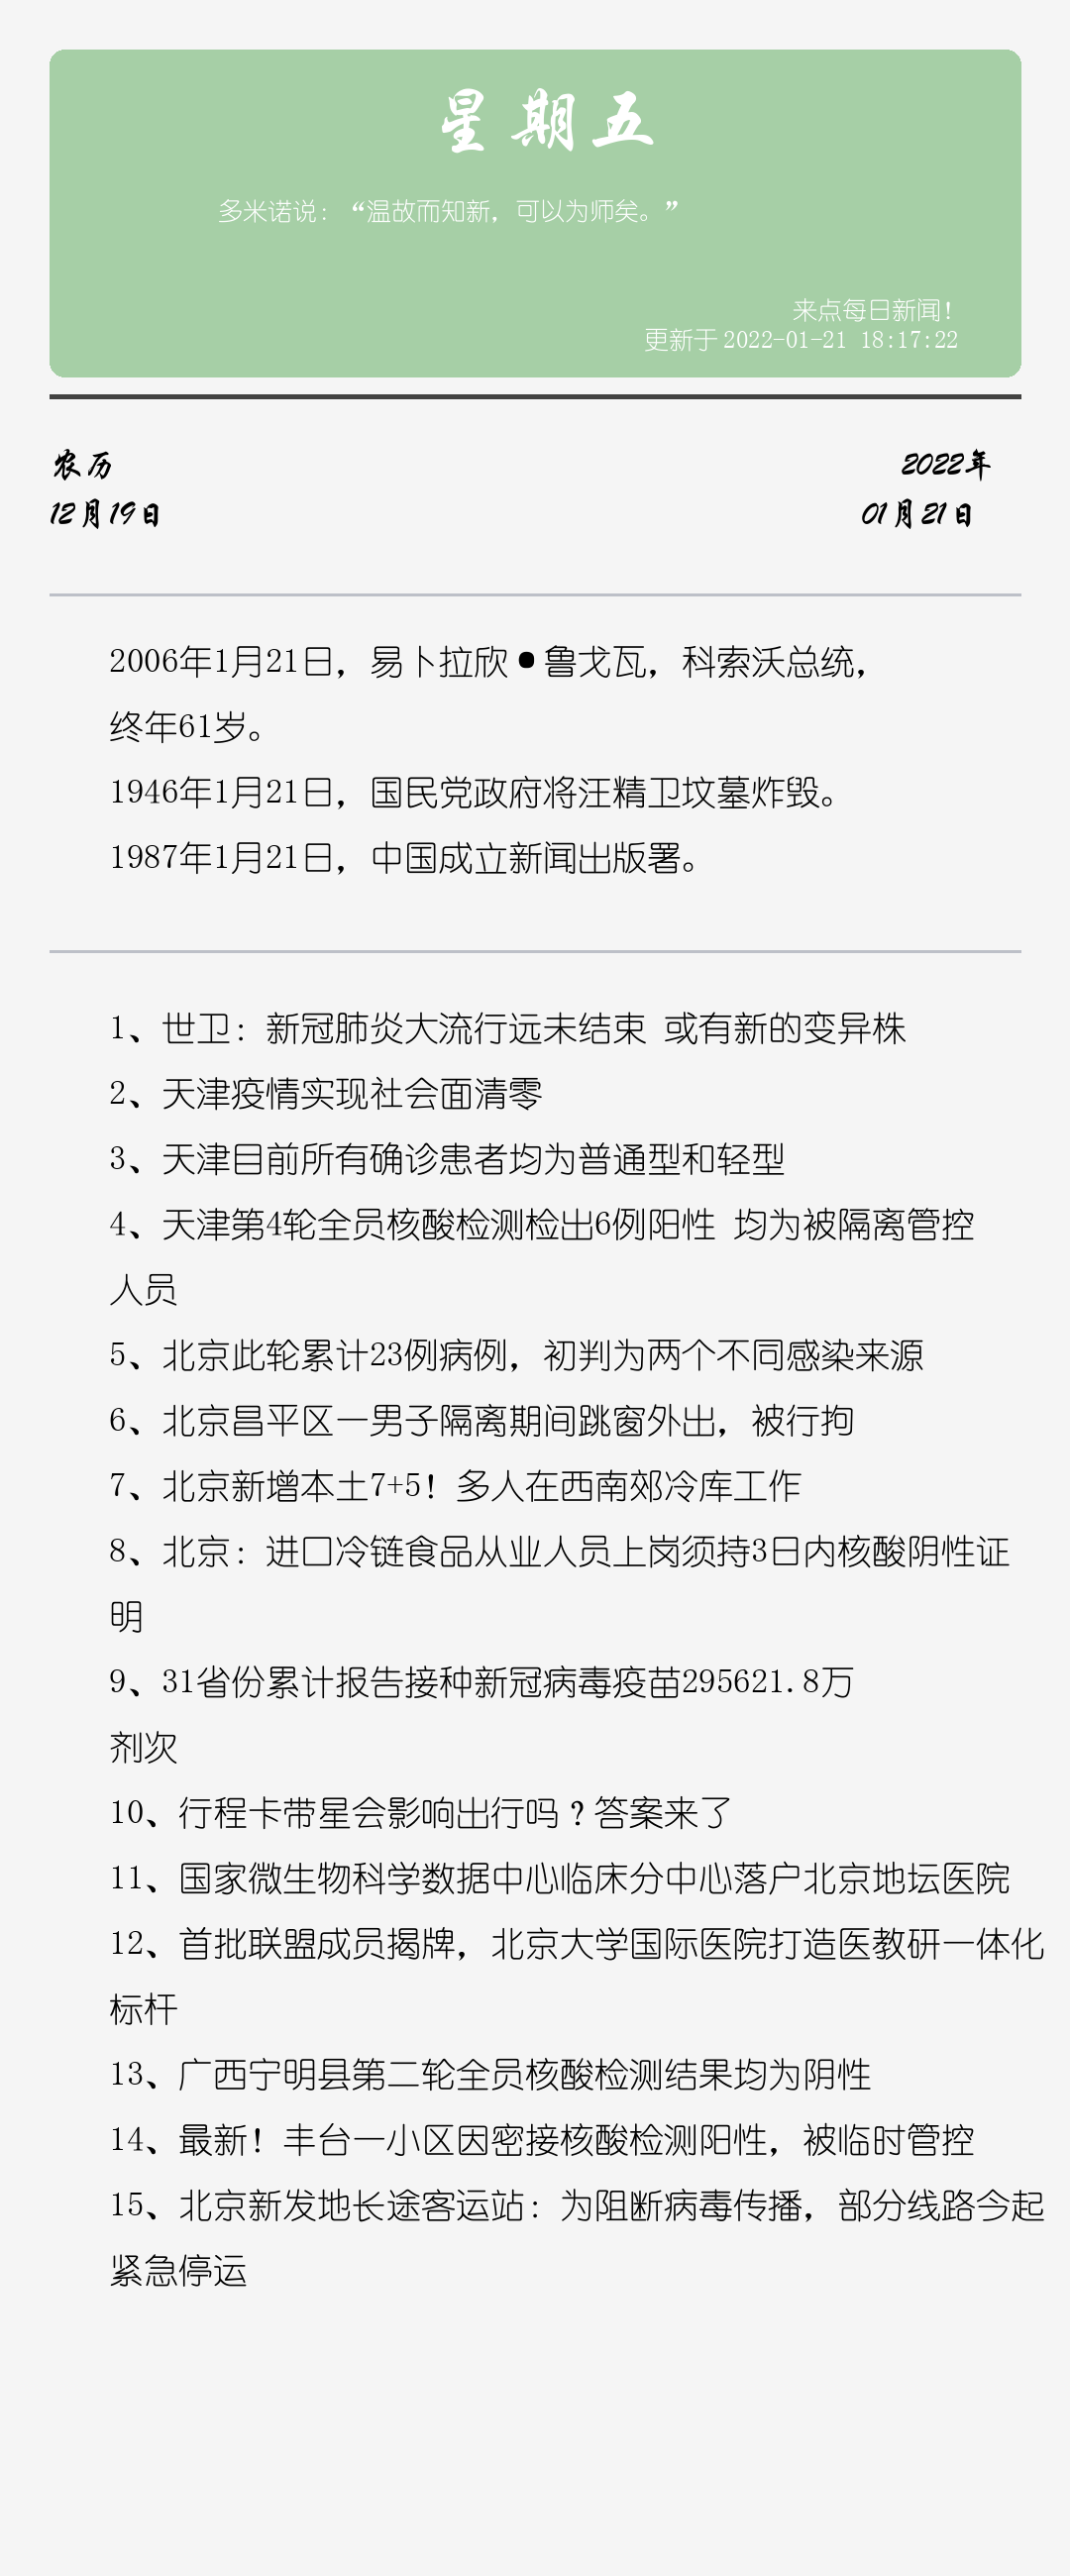 星期五
多米诺说：“温故而知新，可以为师矣。”
来点每日新闻！
更新于 2022-01-21 18:17:22
农历
12月19日
2022年
01月21日
2006年1月21日，易卜拉欣•鲁戈瓦，科索沃总统，
终年61岁。
1946年1月21日，国民党政府将汪精卫坟墓炸毁。
1987年1月21日，中国成立新闻出版署。
1、世卫：新冠肺炎大流行远未结束 或有新的变异株
2、天津疫情实现社会面清零
3、天津目前所有确诊患者均为普通型和轻型
4、天津第4轮全员核酸检测检出6例阳性 均为被隔离管控
人员
5、北京此轮累计23例病例，初判为两个不同感染来源
6、北京昌平区一男子隔离期间跳窗外出，被行拘
7、北京新增本土7+5！多人在西南郊冷库工作
8、北京：进口冷链食品从业人员上岗须持3日内核酸阴性证
明
9、31省份累计报告接种新冠病毒疫苗295621.8万
剂次
10、行程卡带星会影响出行吗？答案来了
11、国家微生物科学数据中心临床分中心落户北京地坛医院
12、首批联盟成员揭牌，北京大学国际医院打造医教研一体化
标杆
13、广西宁明县第二轮全员核酸检测结果均为阴性
14、最新！丰台一小区因密接核酸检测阳性，被临时管控
15、北京新发地长途客运站：为阻断病毒传播，部分线路今起
紧急停运